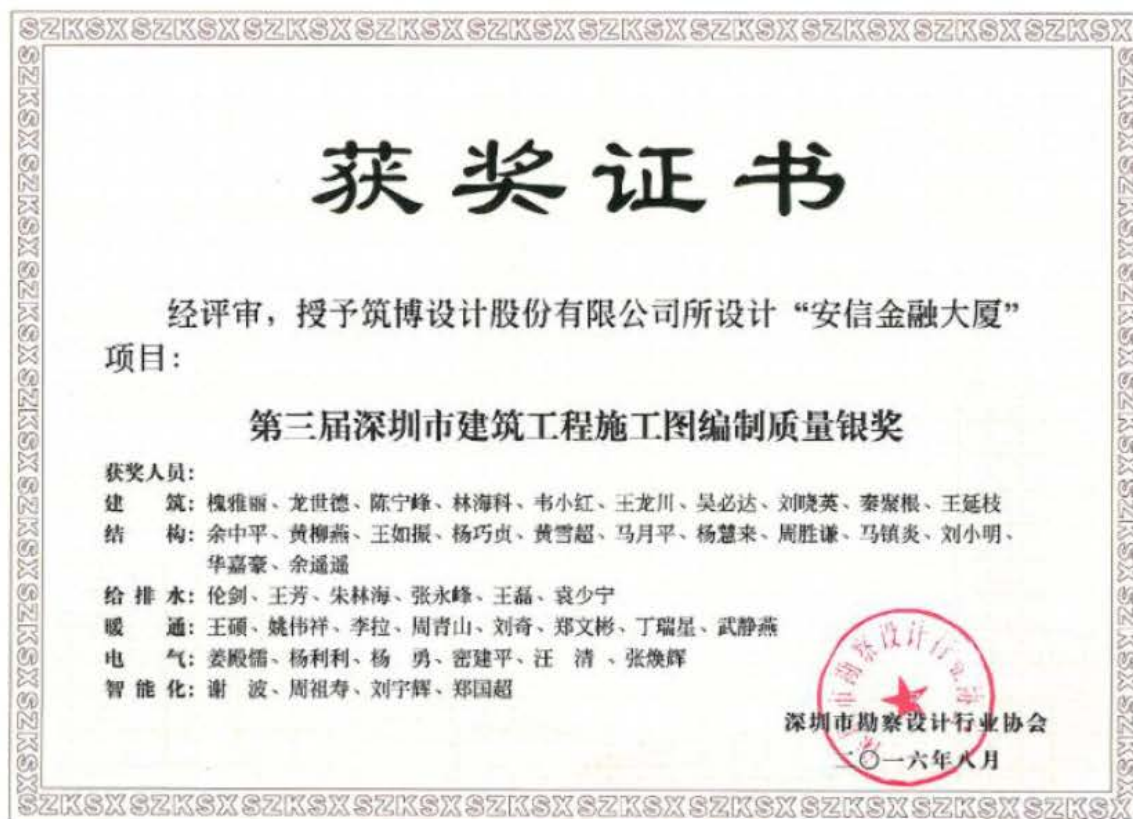 SZKSXSZKSXSZKSXSZKSXSZKSXSZKSXSZKSXSZKSX
获奖证书
经评审，授予筑博设计股份有限公司所设计“安信金融大厦”
项目：
第三届深圳市建筑工程施工图编制质量银奖
获奖人员：
建　　筑：槐雅丽、龙世德、陈宁峰、林海科、韦小红、王龙川、吴必达、刘晓英、秦聚根、王延枝
结　　构：余中平、黄柳燕、王如振、杨巧贞、黄雪超、马月平、杨慧来、周胜谦、马镇炎、刘小明、
华嘉豪、余遥遥
给 排 水：伦剑、王芳、朱林海、张永峰、王磊、袁少宁
暖　　通：王硕、姚伟祥、李拉、周青山、刘奇、郑文彬、丁瑞星、武静燕
电　　气：姜殿儒、杨利利、杨　勇、密建平、汪　清 、张焕辉
智 能 化：谢　波、周祖寿、刘宇辉、郑国超
深圳市勘察设计行业协会
二〇一六年八月
SZKSXSZKSXSZKSXSZKSXSZKSXSZKSXSZKSXSZKSX